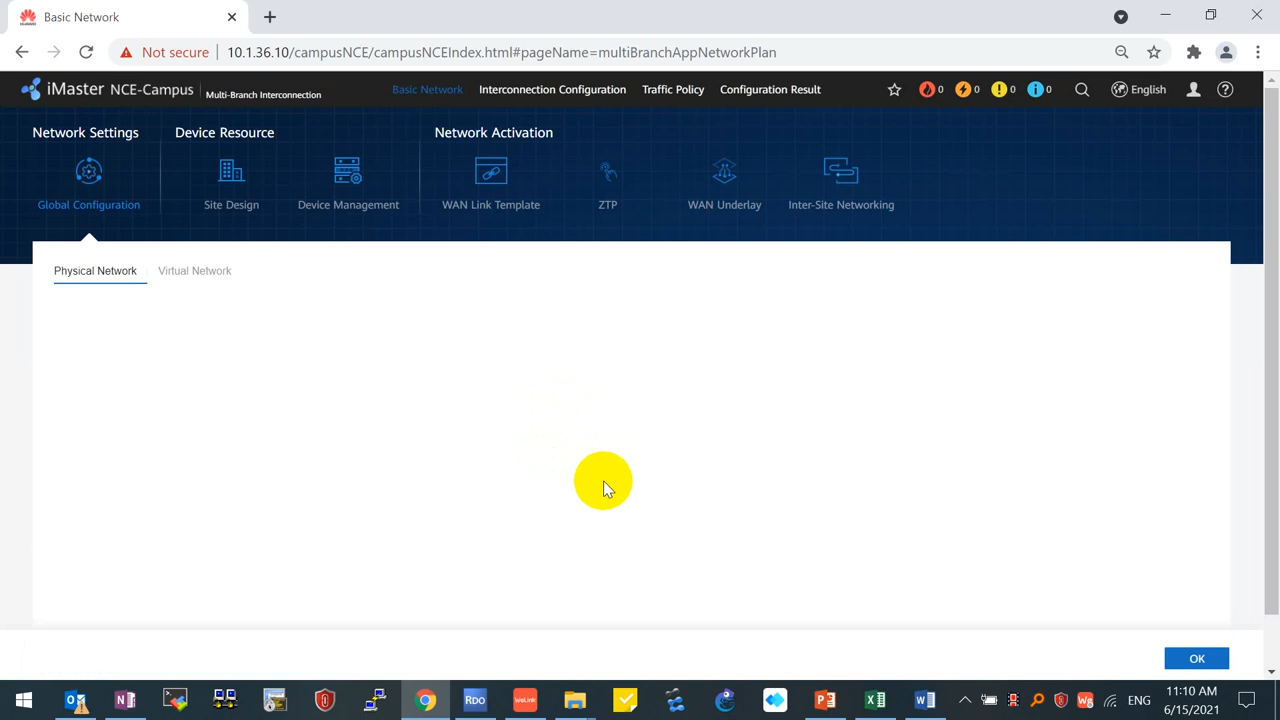 Basic Network
Not secure
10.1.36.10/campusNCE/campusNCEIndex.html#pageName=multiBranchAppNetworkPlan
iMaster NCE-Campus
Multi-Branch Interconnection
Basic Network
Interconnection Configuration
Traffic Policy
Configuration Result
0
0
0
0
English
Network Settings
Device Resource
Network Activation
Global Configuration
Site Design
Device Management
WAN Link Template
ZTP
WAN Underlay
Inter-Site Networking
Physical Network
Virtual Network
OK
RDO
WeLink
ENG
11:10 AM
6/15/2021